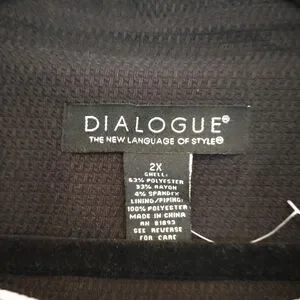 DIALOGUE®
THE NEW LANGUAGE OF STYLE®
2X
SHELL:
63% POLYESTER
33% RAYON
4% SPANDEX
LINING/PIPING:
100% POLYESTER
MADE IN CHINA
RN 81893
SEE REVERSE
FOR CARE